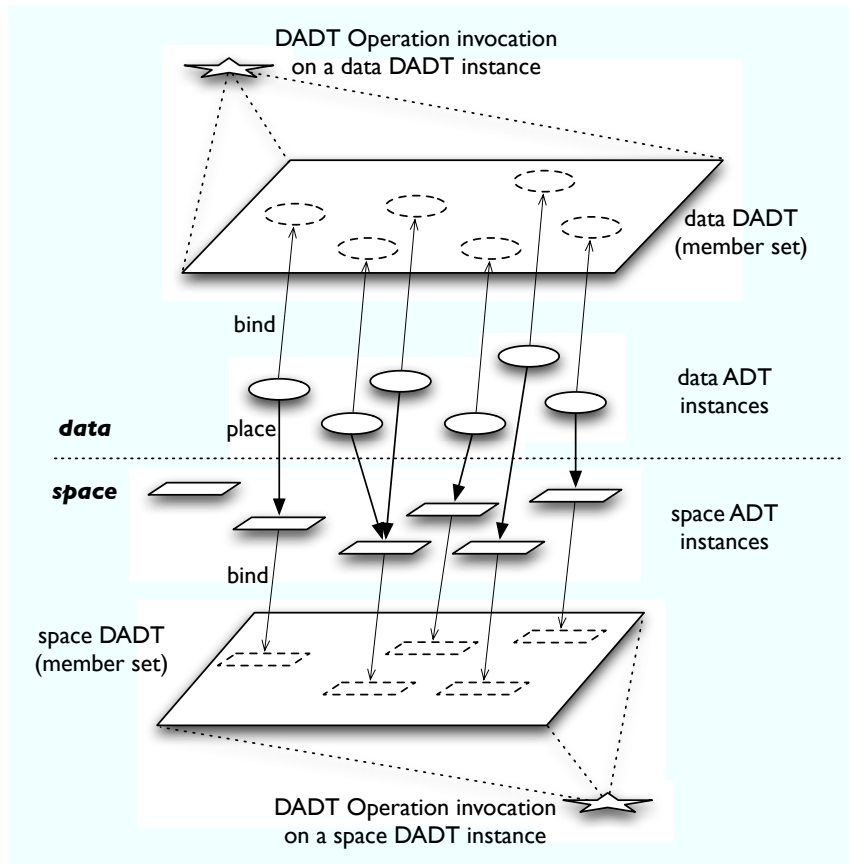 DADT Operation invocation
on a data DADT instance
data DADT
(member set)
bind
data ADT
instances
data
place
space
space ADT
instances
bind
space DADT
(member set)
DADT Operation invocation
on a space DADT instance